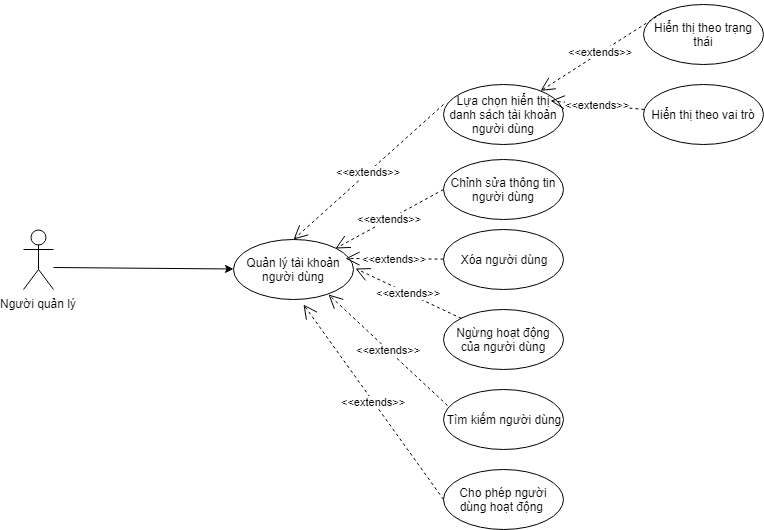 Hiển thị theo trạng
thái
<<extends>>
Lựa chọn hiển thị
danh sách tài khoản
người dùng
<<extends>>
Hiển thị theo vai trò
<<extends>>
Chỉnh sửa thông tin
người dùng
<<extends>>
Quản lý tài khoản
người dùng
<<extends>>
Xóa người dùng
Người quản lý
<<extends>>
Ngừng hoạt động
của người dùng
<<extends>>
Tìm kiếm người dùng
<<extends>>
Cho phép người
dùng hoạt động